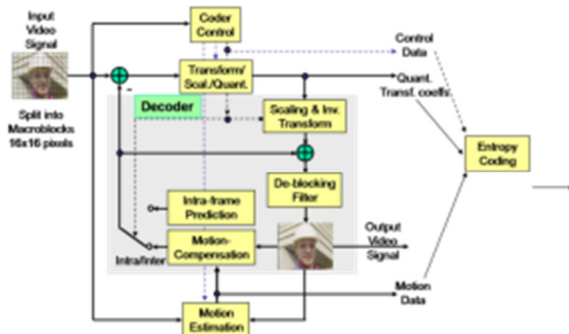 Input
Video
Signal
Coder
Control
Control
Data
Transform/
Scal./Quant.
Quant.
Transf. coeffs.
Decoder
Split into
Macroblocks
16x16 pixels
Scaling & Inv.
Transform
Entropy
Coding
De-blocking
Filter
Intra-frame
Prediction
Output
Video
Signal
Motion-
Compensation
Intra/Inter
Motion
Data
Motion
Estimation